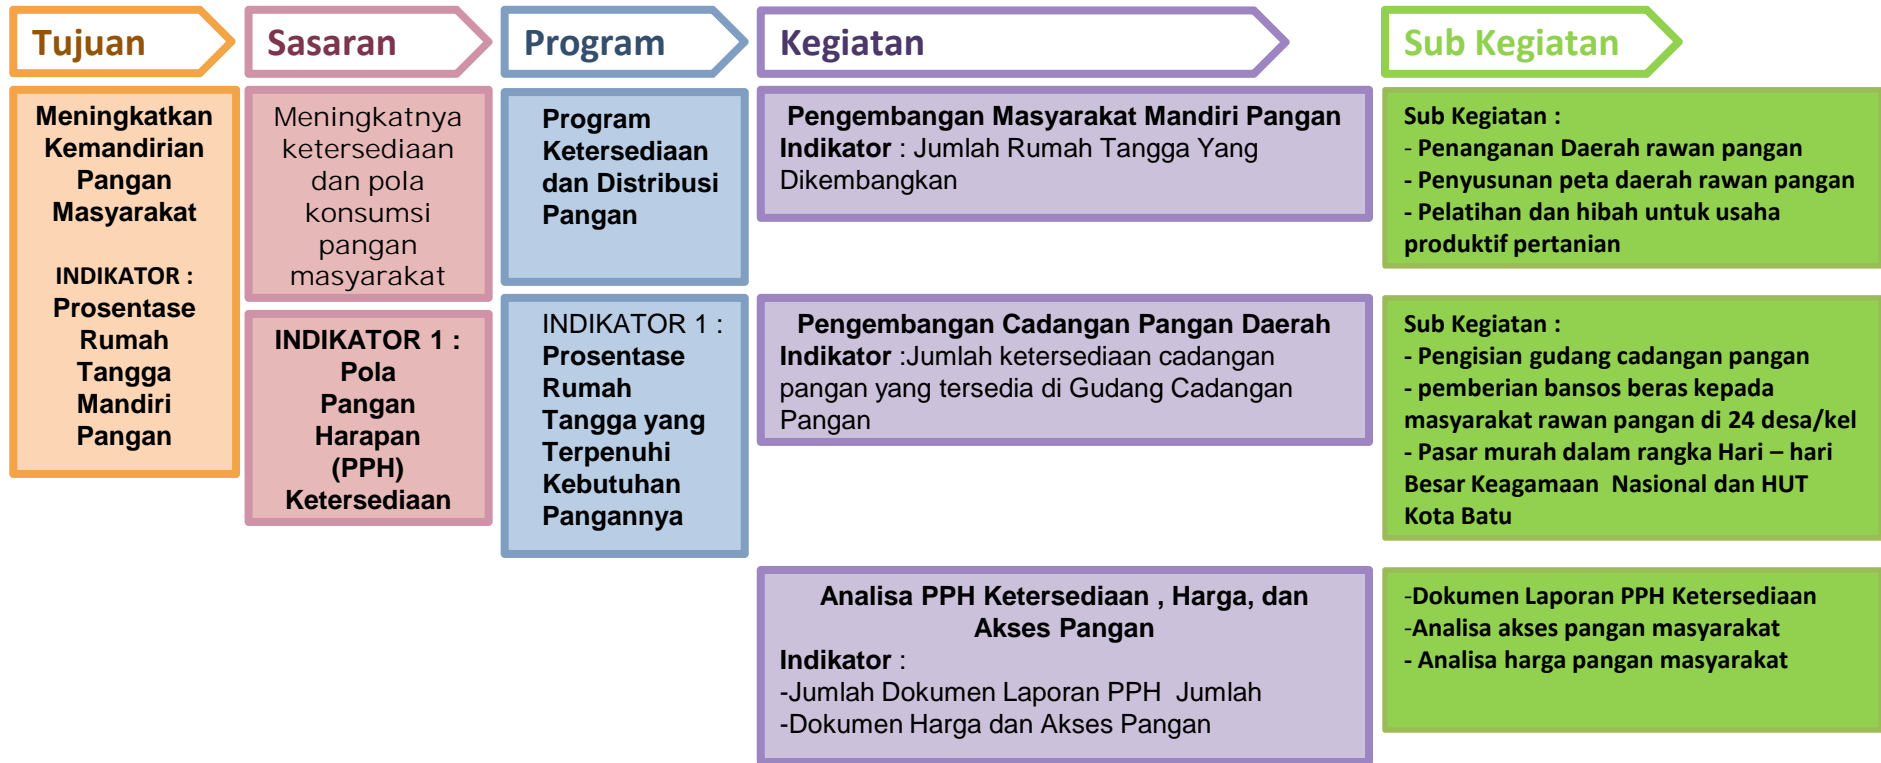 Tujuan
Sasaran
Program
Kegiatan
Sub Kegiatan
Meningkatkan
Kemandirian
Pangan
Masyarakat
INDIKATOR :
Prosentase
Rumah
Tangga
Mandiri
Pangan
Meningkatnya
ketersediaan
dan pola
konsumsi
pangan
masyarakat
INDIKATOR 1 :
Pola
Pangan
Harapan
(PPH)
Ketersediaan
Program
Ketersediaan
dan Distribusi
Pangan
INDIKATOR 1 :
Prosentase
Rumah
Tangga yang
Terpenuhi
Kebutuhan
Pangannya
Pengembangan Masyarakat Mandiri Pangan
Indikator : Jumlah Rumah Tangga Yang
Dikembangkan
Sub Kegiatan :
- Penanganan Daerah rawan pangan
- Penyusunan peta daerah rawan pangan
- Pelatihan dan hibah untuk usaha
produktif pertanian
Pengembangan Cadangan Pangan Daerah
Indikator :Jumlah ketersediaan cadangan
pangan yang tersedia di Gudang Cadangan
Pangan
Sub Kegiatan :
- Pengisian gudang cadangan pangan
- pemberian bansos beras kepada
masyarakat rawan pangan di 24 desa/kel
- Pasar murah dalam rangka Hari – hari
Besar Keagamaan  Nasional dan HUT
Kota Batu
Analisa PPH Ketersediaan , Harga, dan
Akses Pangan
Indikator :
-Jumlah Dokumen Laporan PPH  Jumlah
-Dokumen Harga dan Akses Pangan
-Dokumen Laporan PPH Ketersediaan
-Analisa akses pangan masyarakat
- Analisa harga pangan masyarakat